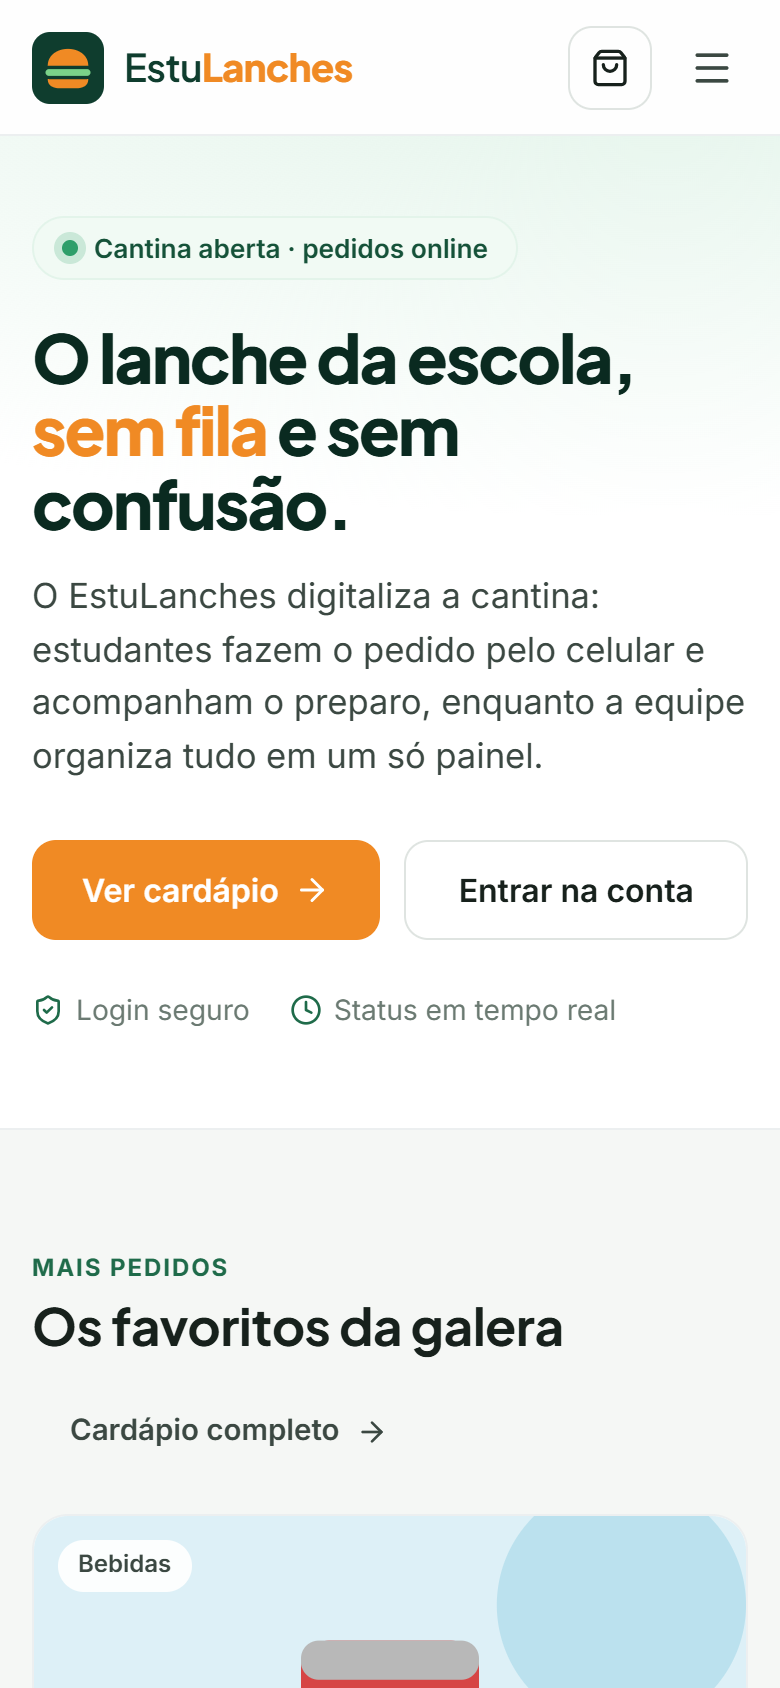 EstuLanches
Cantina aberta · pedidos online
O lanche da escola,
sem fila e sem
confusão.
O EstuLanches digitaliza a cantina:
estudantes fazem o pedido pelo celular e
acompanham o preparo, enquanto a equipe
organiza tudo em um só painel.
Ver cardápio →
Entrar na conta
Login seguro
Status em tempo real
MAIS PEDIDOS
Os favoritos da galera
Cardápio completo →
Bebidas